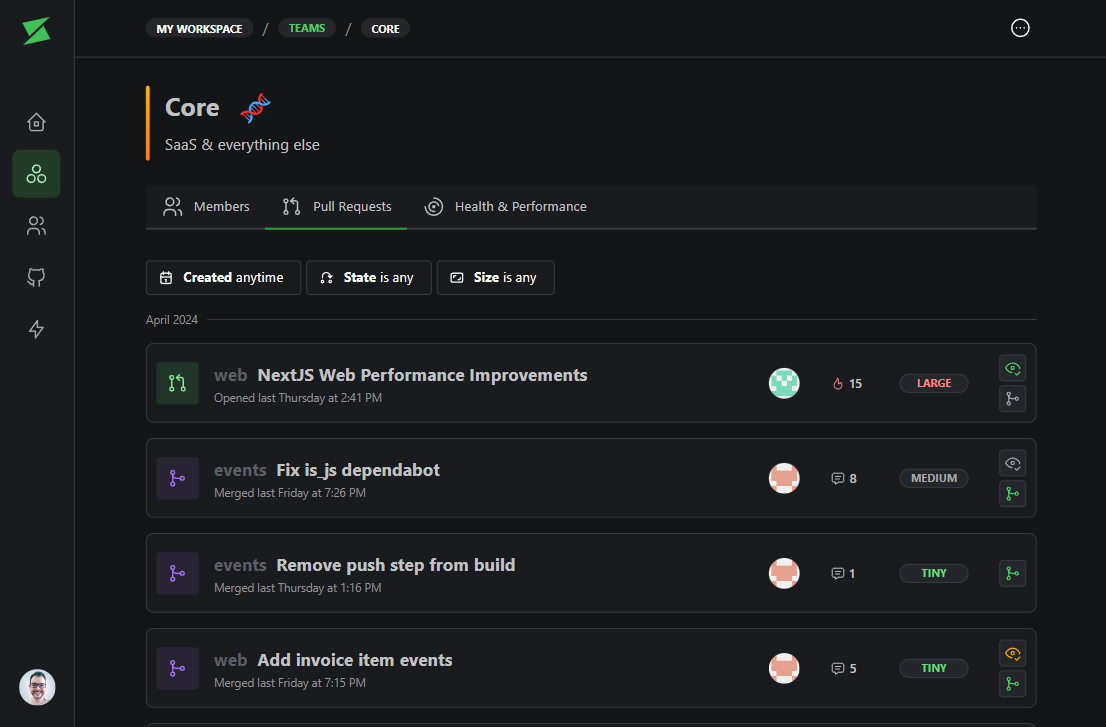 MY WORKSPACE / TEAMS / CORE
Core
SaaS & everything else
Members Pull Requests Health & Performance
Created anytime State is any Size is any
April 2024
web NextJS Web Performance Improvements
Opened last Thursday at 2:41 PM
15 LARGE
events Fix is_js dependabot
Merged last Friday at 7:26 PM
8 MEDIUM
events Remove push step from build
Merged last Thursday at 1:16 PM
1 TINY
web Add invoice item events
Merged last Friday at 7:15 PM
5 TINY